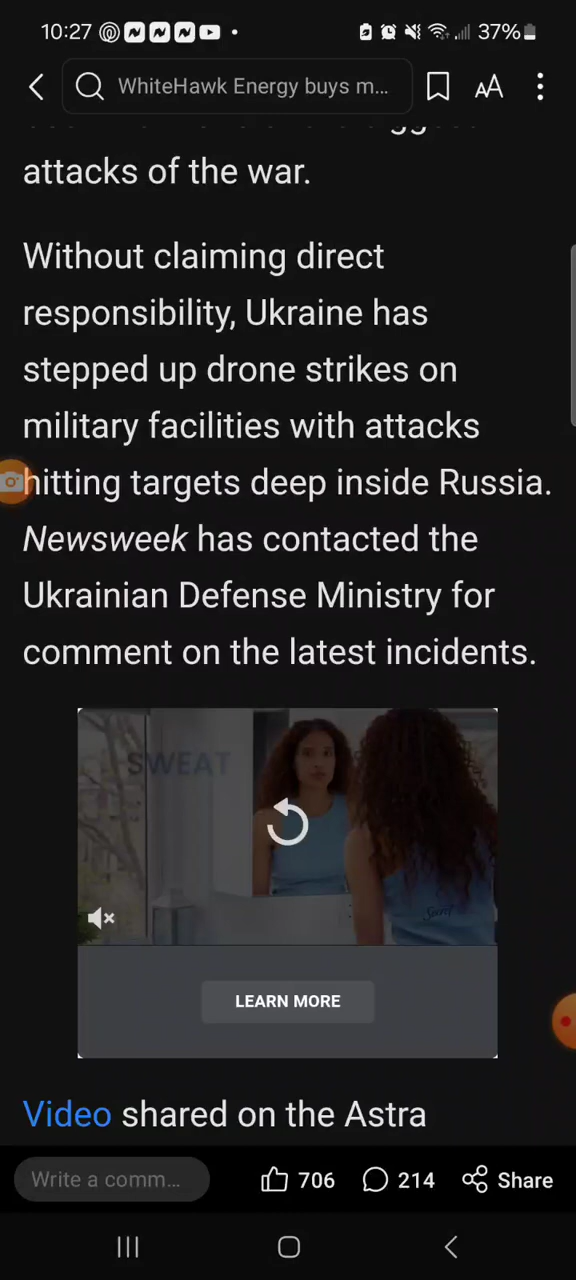 10:27 37%
WhiteHawk Energy buys m...
attacks of the war.
Without claiming direct
responsibility, Ukraine has
stepped up drone strikes on
military facilities with attacks
hitting targets deep inside Russia.
Newsweek has contacted the
Ukrainian Defense Ministry for
comment on the latest incidents.
SWEAT
LEARN MORE
Video shared on the Astra
Write a comm... 706 214 Share